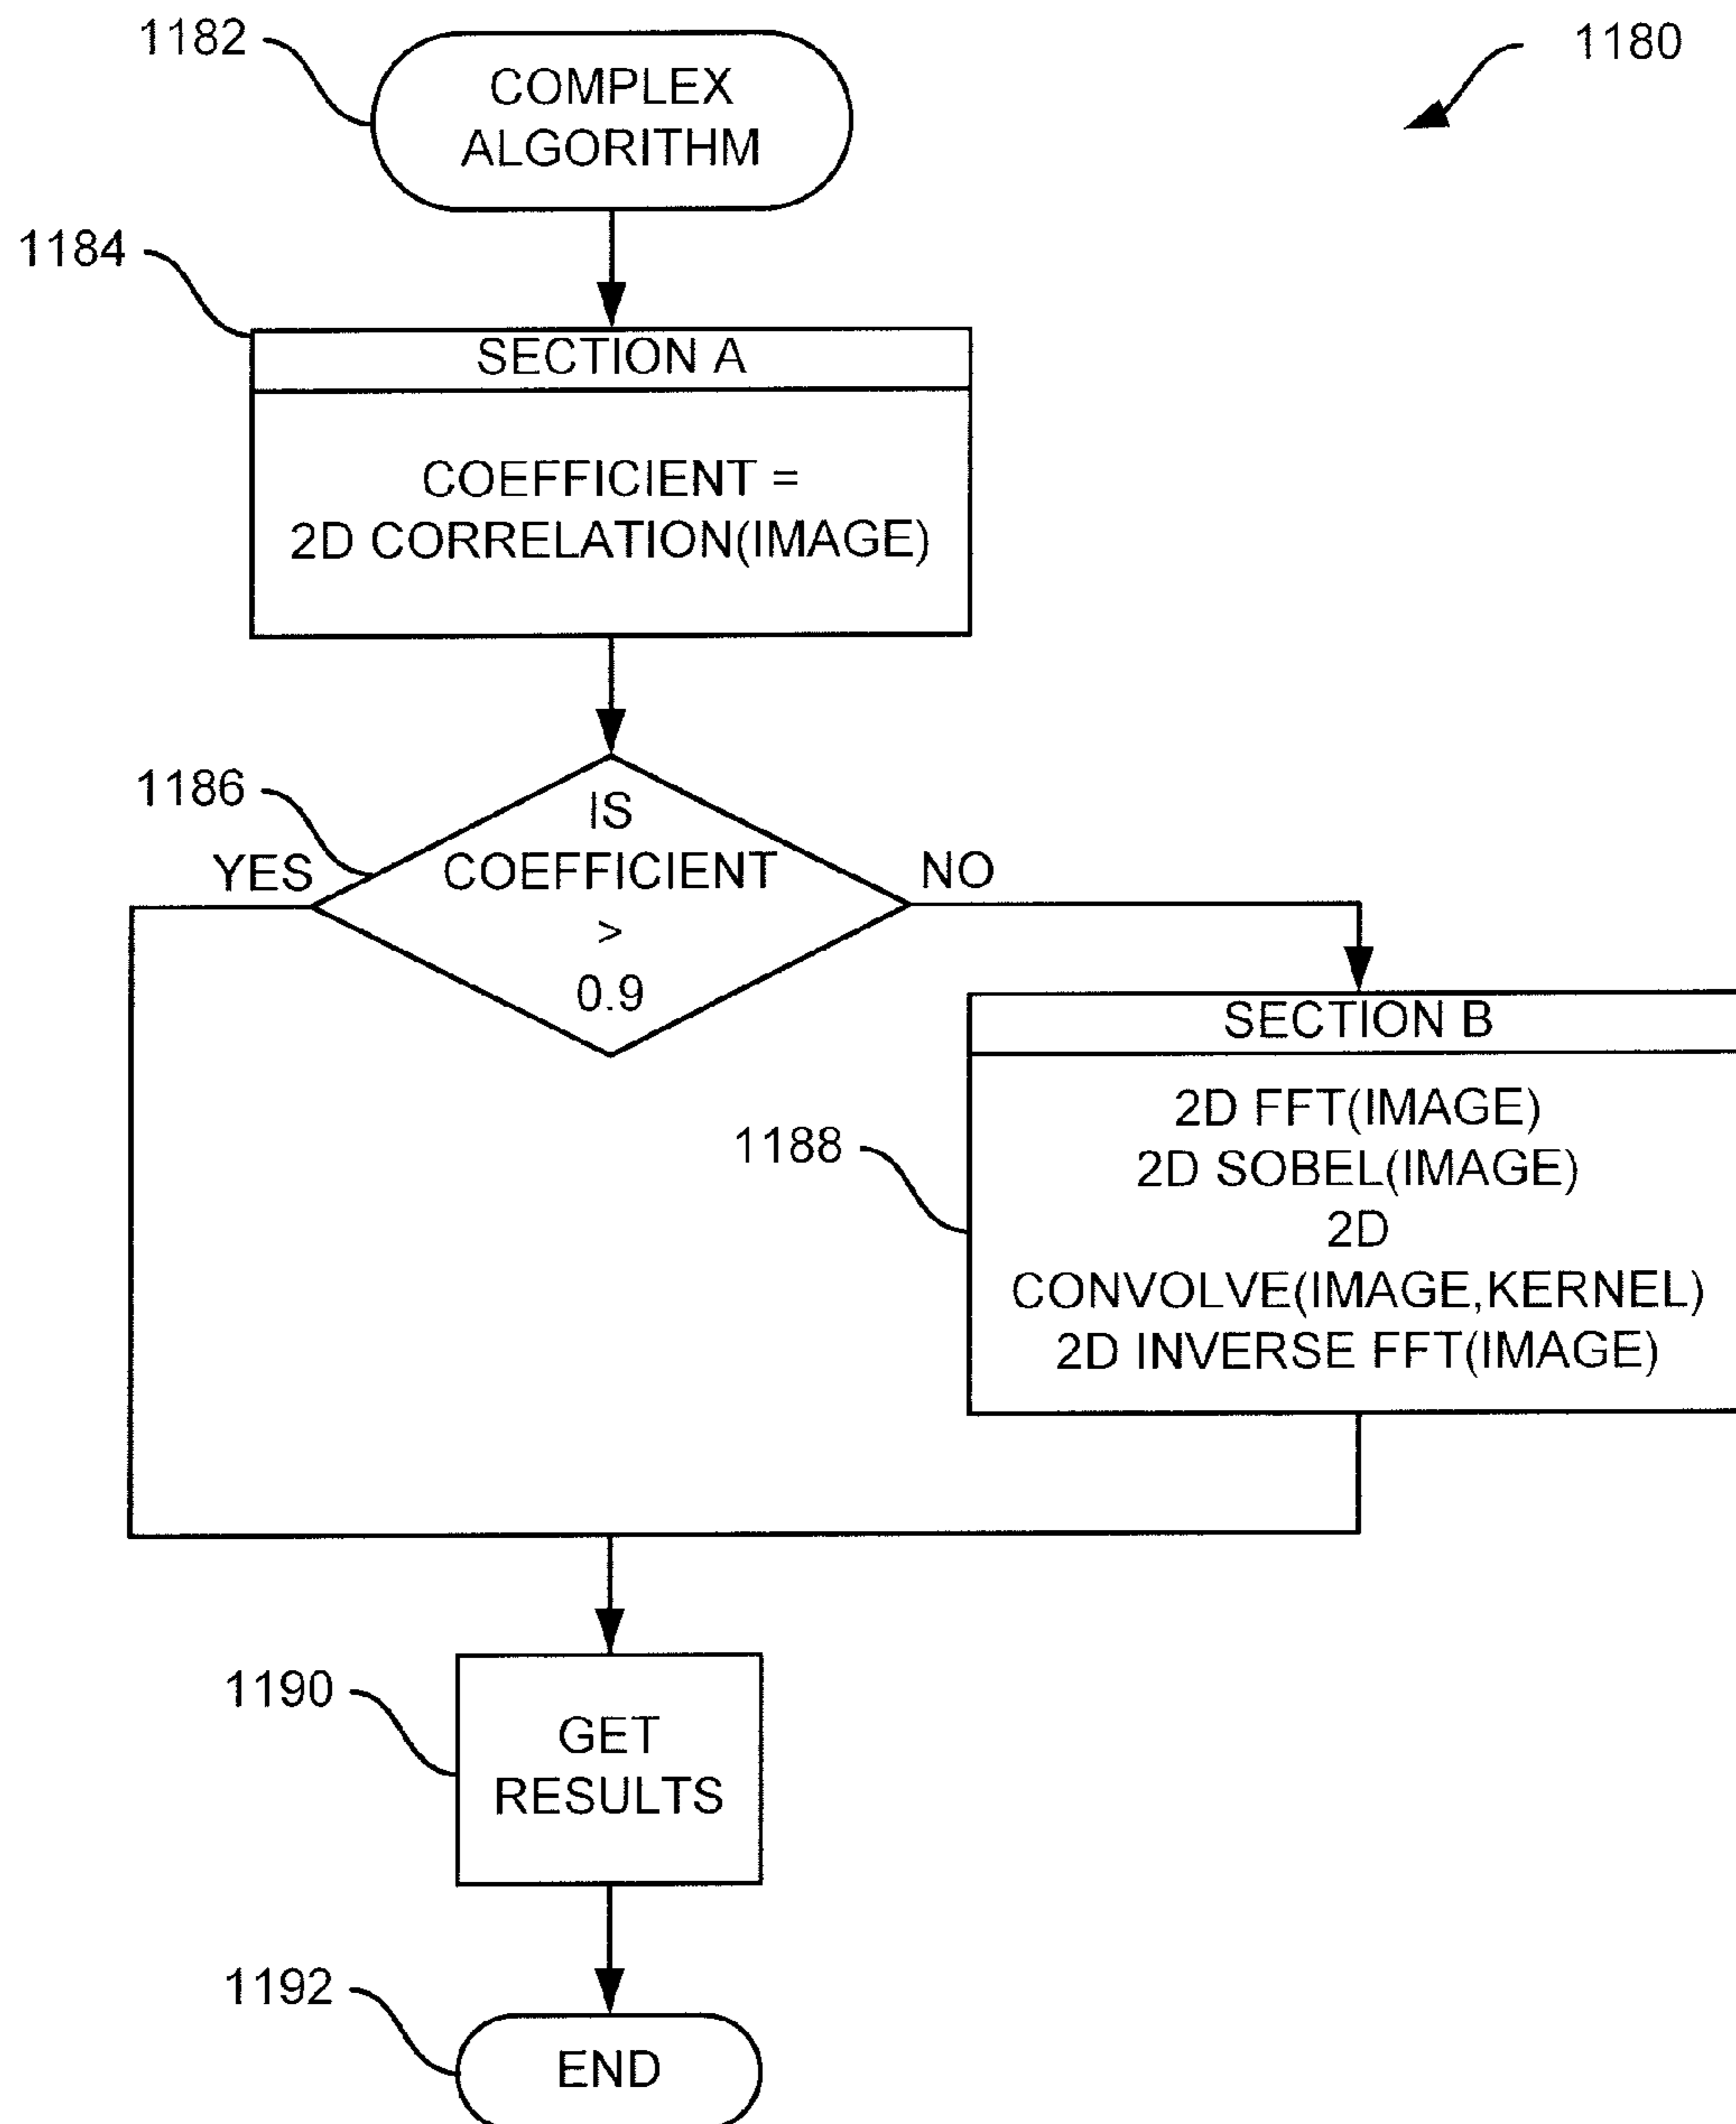 1182
1180
COMPLEX
ALGORITHM
1184
SECTION A
COEFFICIENT =
2D CORRELATION(IMAGE)
1186
IS
COEFFICIENT
>
0.9
YES
NO
SECTION B
2D FFT(IMAGE)
2D SOBEL(IMAGE)
2D
CONVOLVE(IMAGE,KERNEL)
2D INVERSE FFT(IMAGE)
1188
1190
GET
RESULTS
1192
END